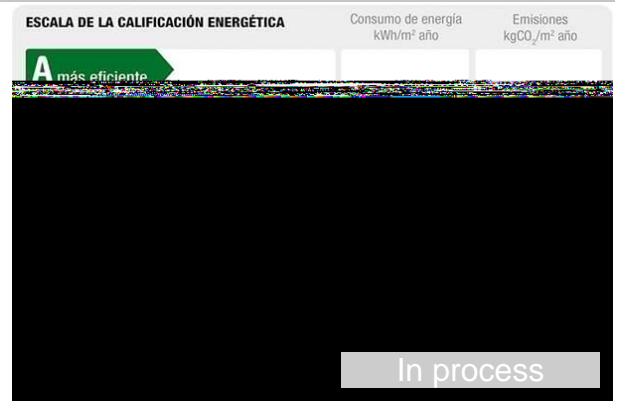 ESCALA DE LA CALIFICACIÓN ENERGÉTICA
Consumo de energía
kWh/m² año
Emisiones
kgCO₂/m² año
A más eficiente
In process